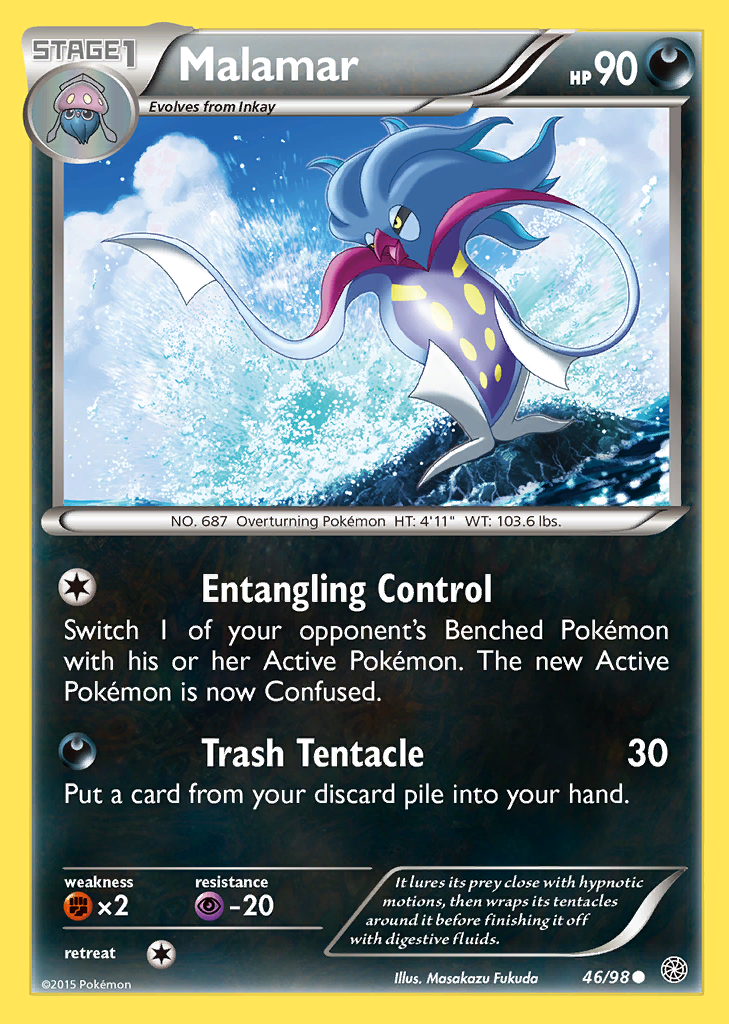 STAGE1
Malamar
HP 90
Evolves from Inkay
NO. 687 Overturning Pokémon HT: 4'11" WT: 103.6 lbs.
Entangling Control
Switch 1 of your opponent's Benched Pokémon
with his or her Active Pokémon. The new Active
Pokémon is now Confused.
Trash Tentacle 30
Put a card from your discard pile into your hand.
weakness resistance
×2 -20
retreat
It lures its prey close with hypnotic
motions, then wraps its tentacles
around it before finishing it off
with digestive fluids.
©2015 Pokémon
Illus. Masakazu Fukuda 46/98